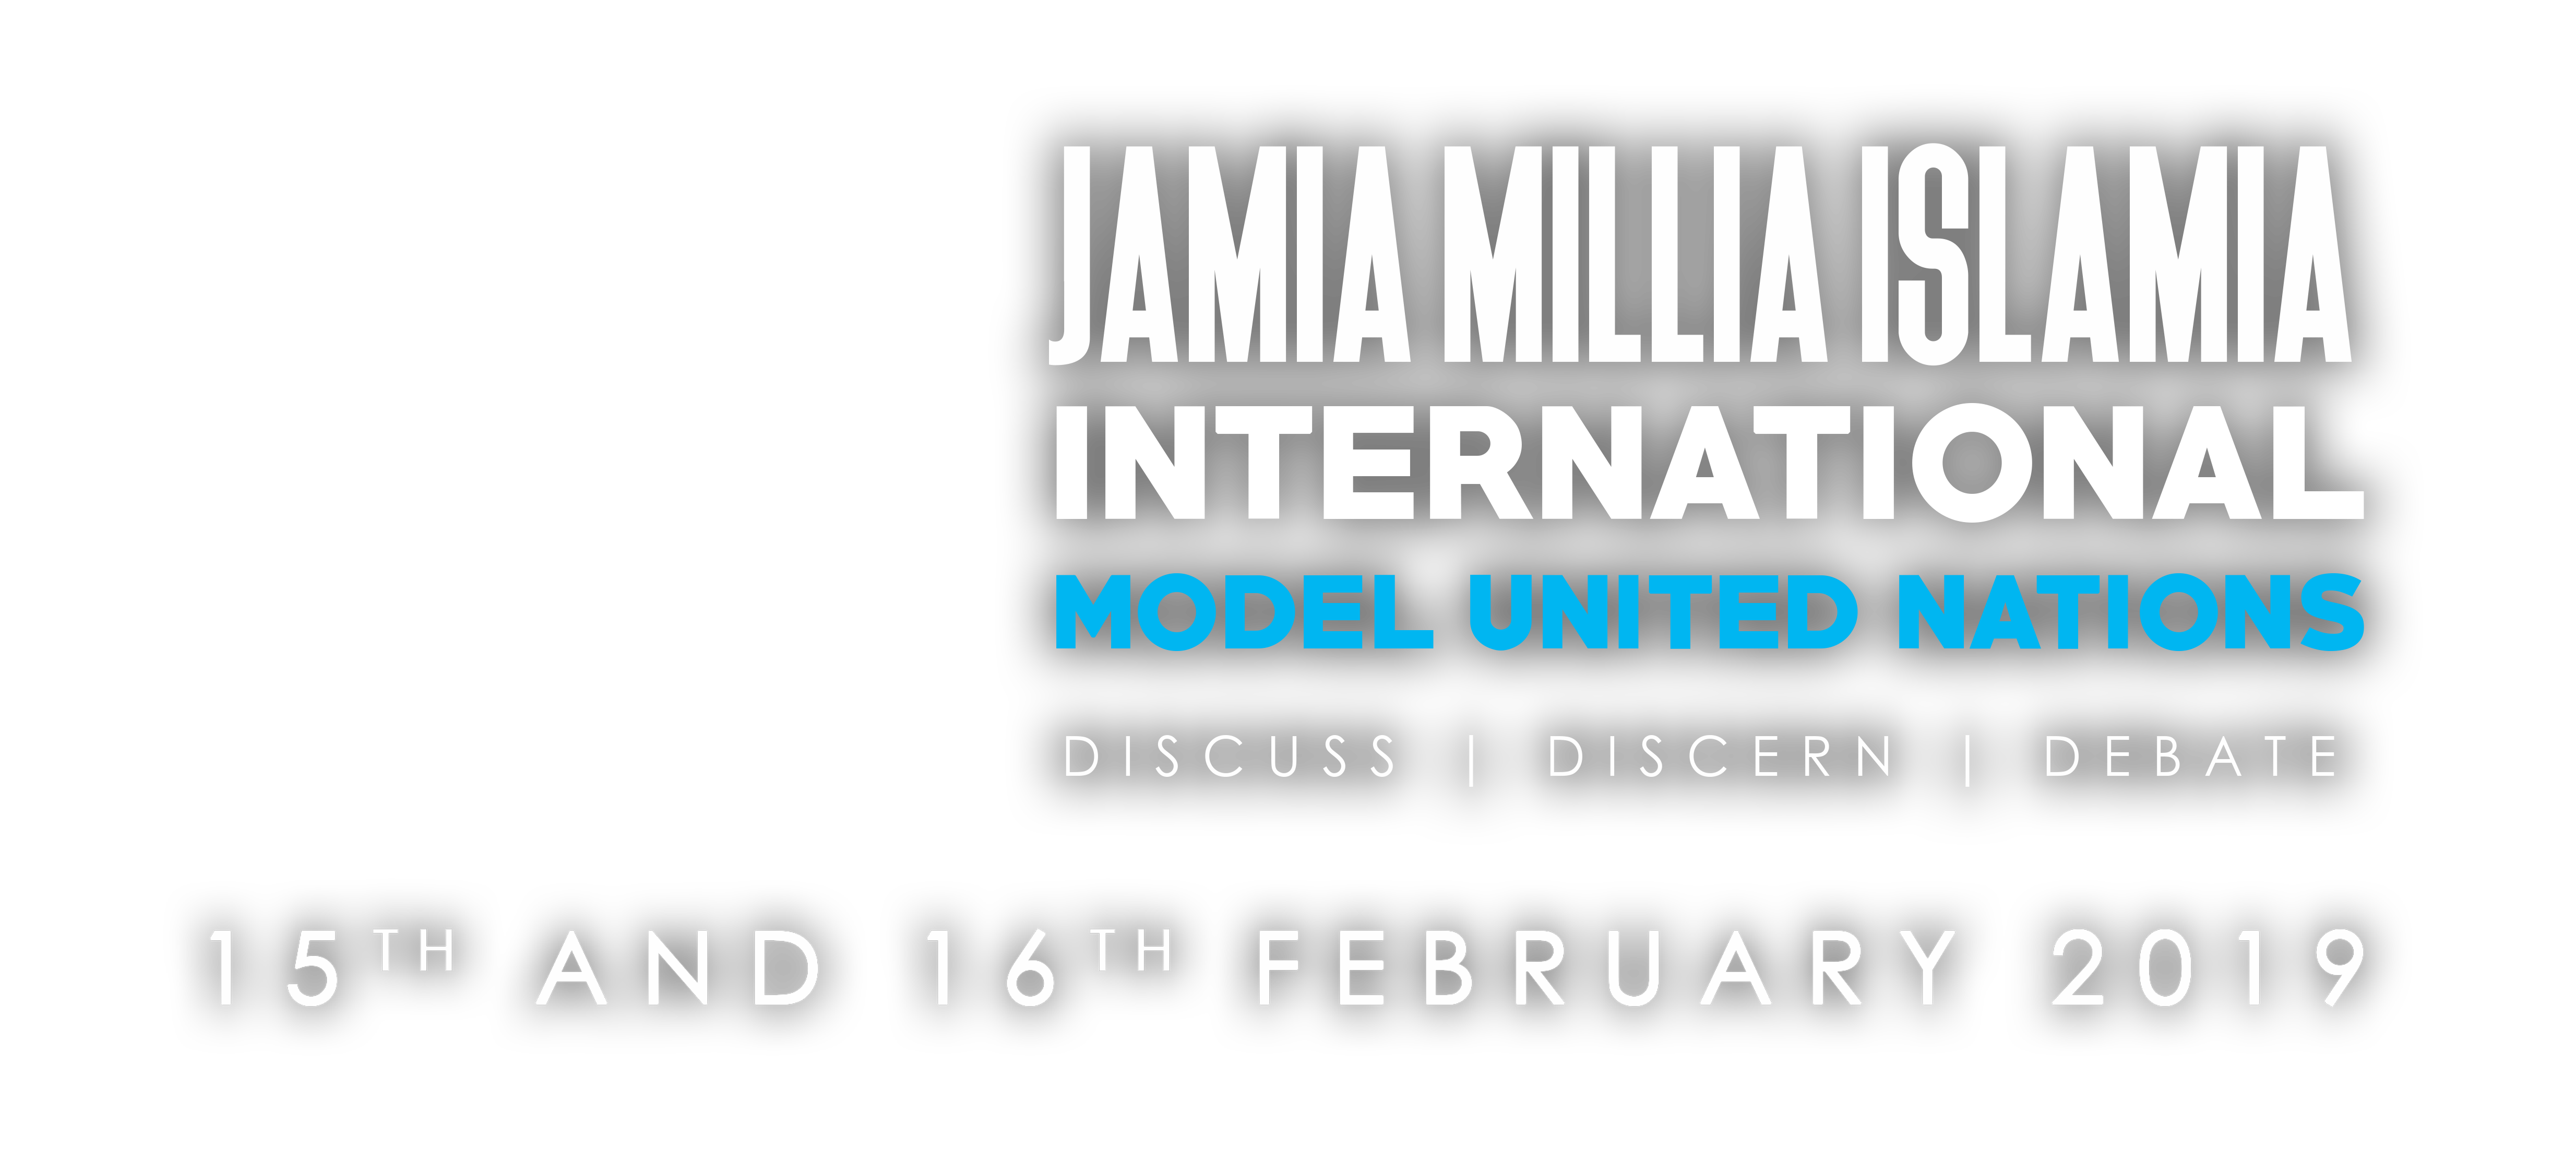 JAMIA MILLIA ISLAMIA
INTERNATIONAL
MODEL UNITED NATIONS
DISCUSS | DISCERN | DEBATE
15TH AND 16TH FEBRUARY 2019